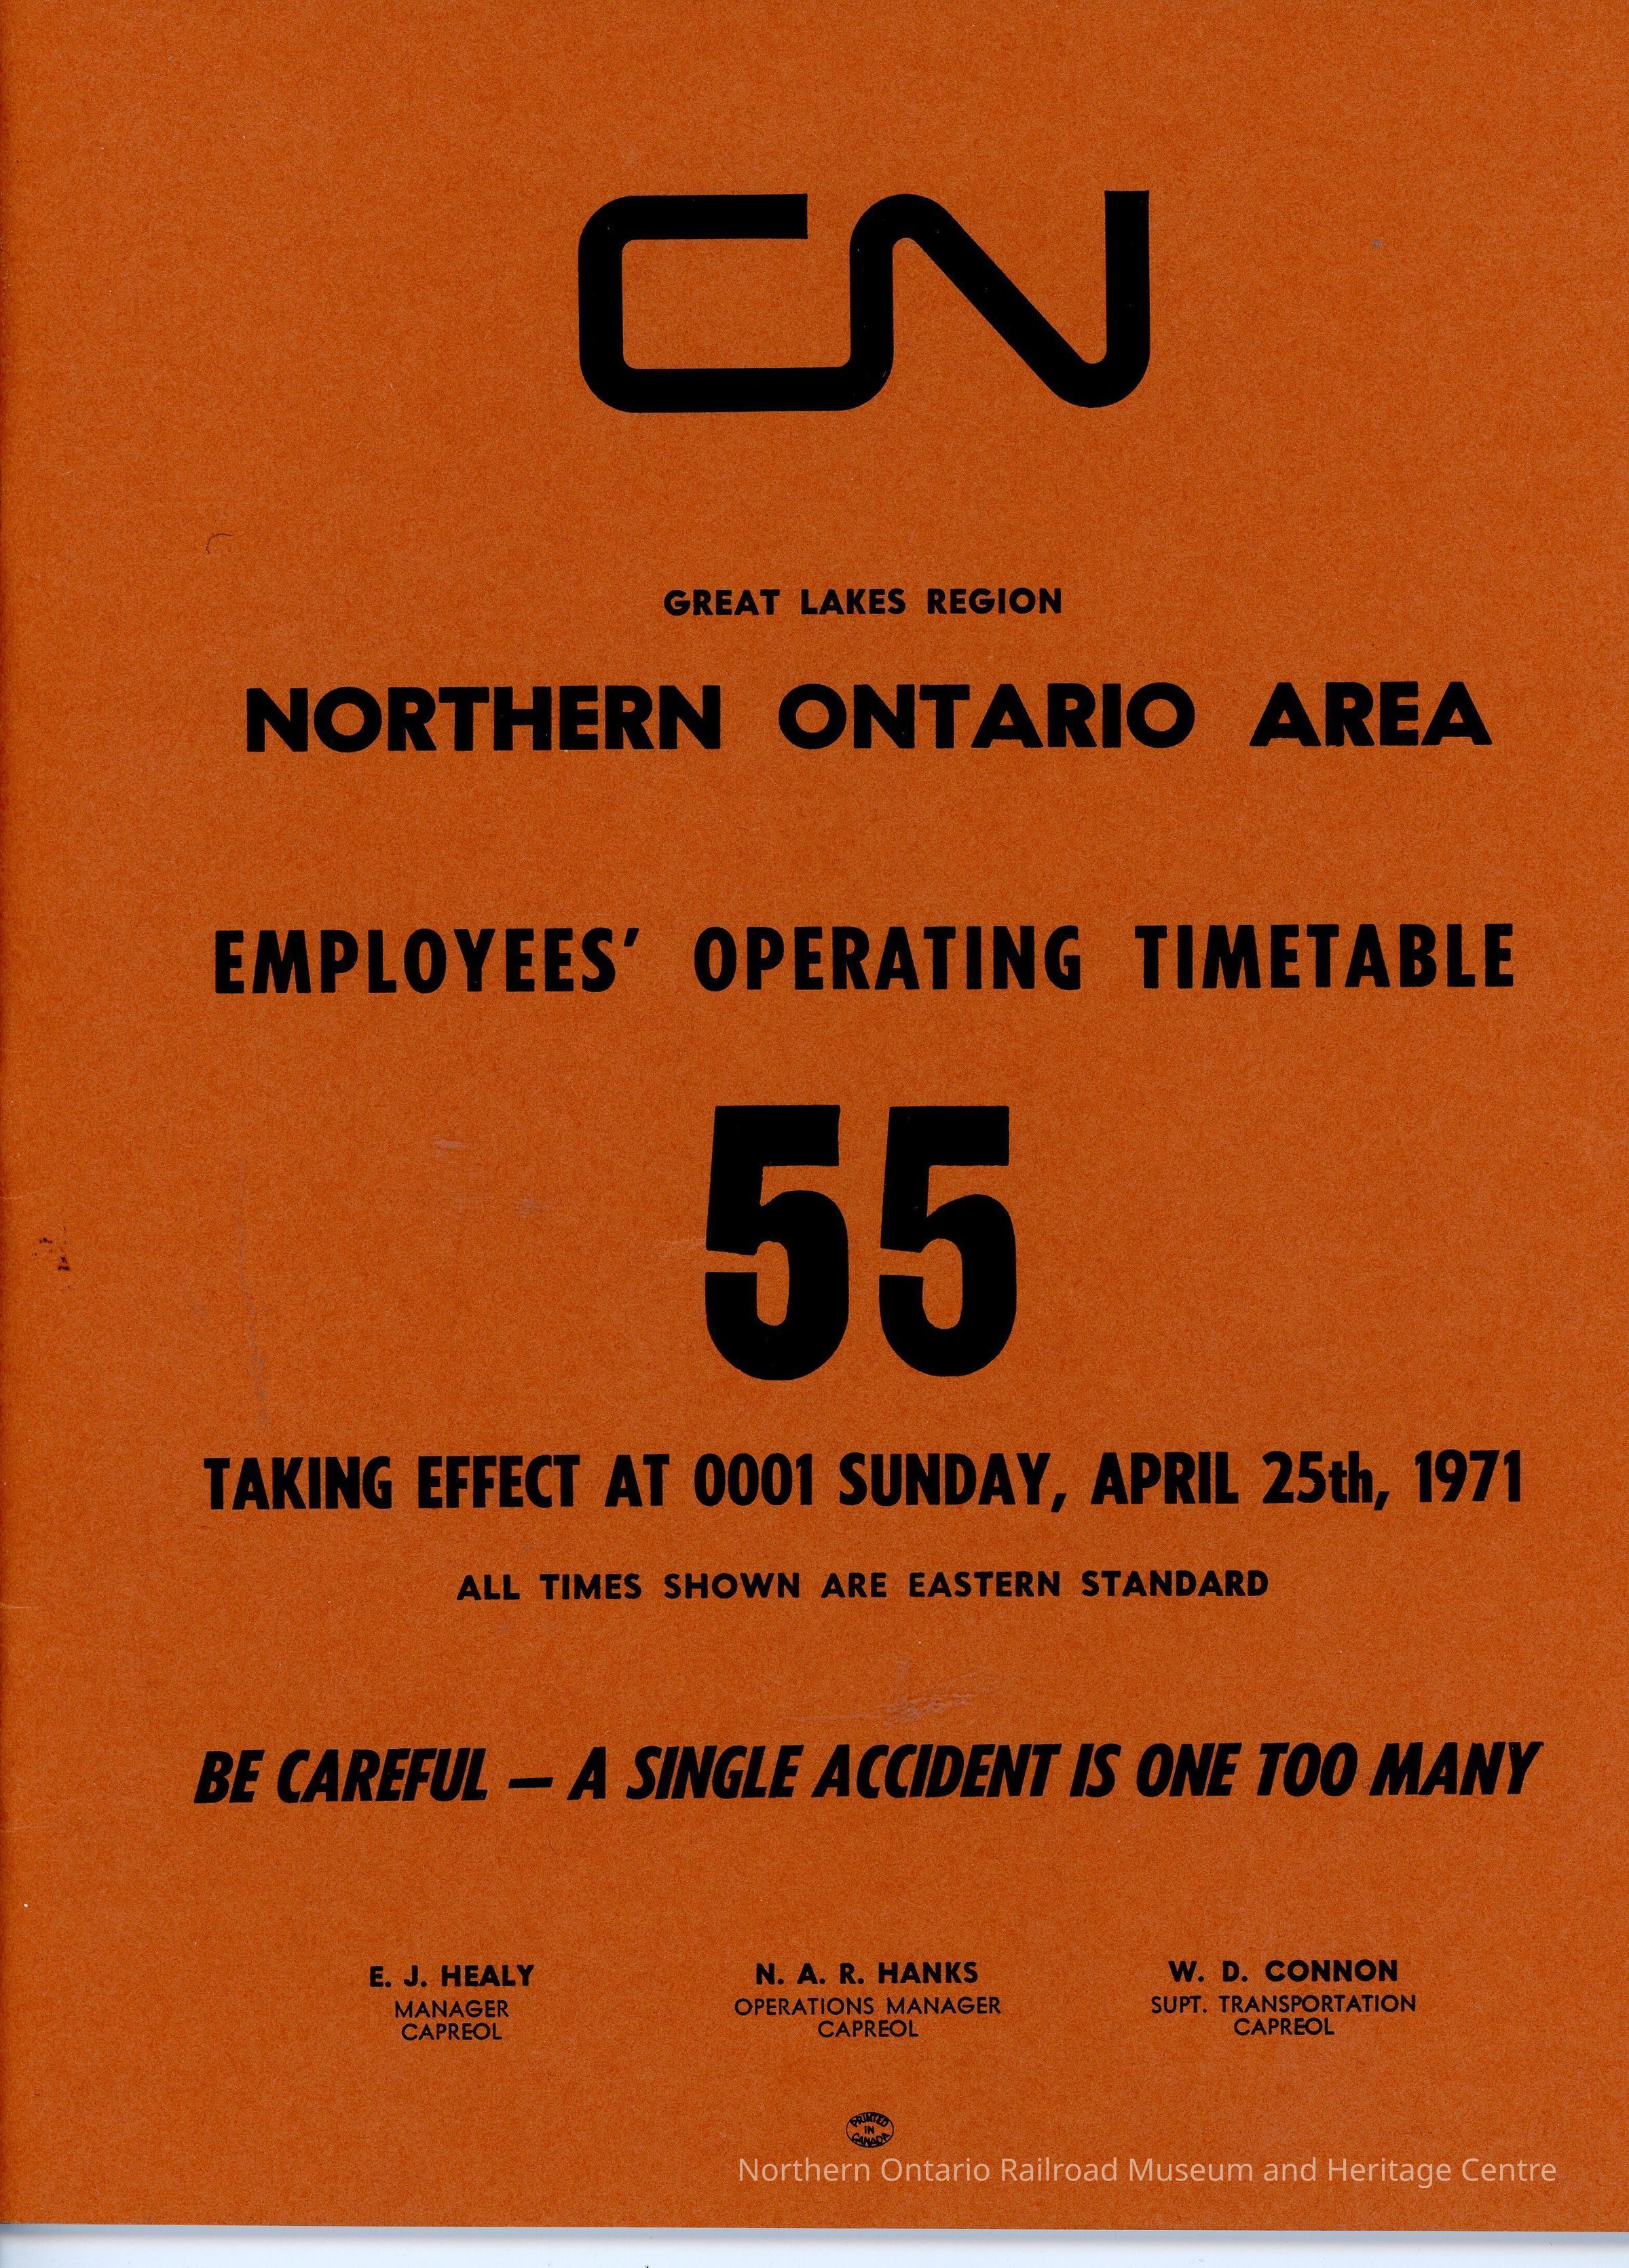 CN
GREAT LAKES REGION
NORTHERN ONTARIO AREA
EMPLOYEES' OPERATING TIMETABLE
55
TAKING EFFECT AT 0001 SUNDAY, APRIL 25th, 1971
ALL TIMES SHOWN ARE EASTERN STANDARD
BE CAREFUL — A SINGLE ACCIDENT IS ONE TOO MANY
E. J. HEALY
MANAGER
CAPREOL
N. A. R. HANKS
OPERATIONS MANAGER
CAPREOL
W. D. CONNON
SUPT. TRANSPORTATION
CAPREOL
PRINTED
IN
CANADA
Northern Ontario Railroad Museum and Heritage Centre